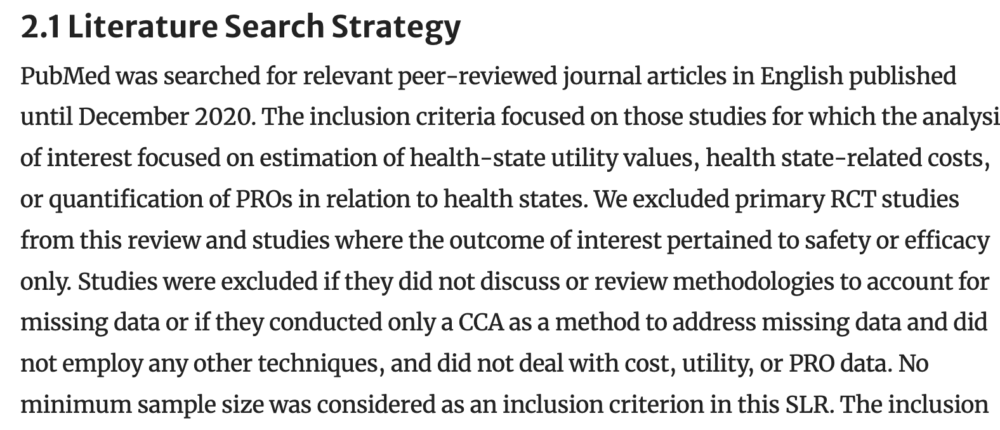 2.1 Literature Search Strategy
PubMed was searched for relevant peer-reviewed journal articles in English published
until December 2020. The inclusion criteria focused on those studies for which the analysi
of interest focused on estimation of health-state utility values, health state-related costs,
or quantification of PROs in relation to health states. We excluded primary RCT studies
from this review and studies where the outcome of interest pertained to safety or efficacy
only. Studies were excluded if they did not discuss or review methodologies to account for
missing data or if they conducted only a CCA as a method to address missing data and did
not employ any other techniques, and did not deal with cost, utility, or PRO data. No
minimum sample size was considered as an inclusion criterion in this SLR. The inclusion